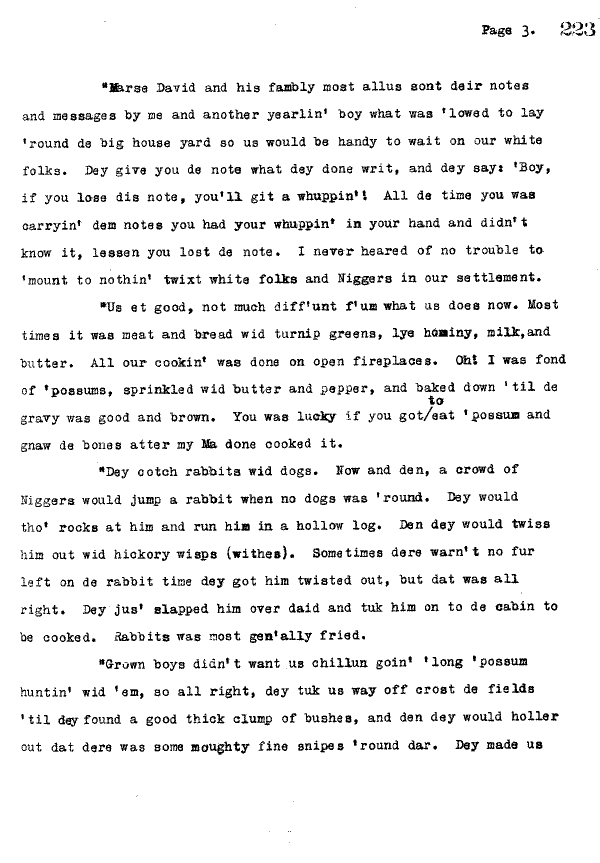 Page 3. 223
"Marse David and his fambly most allus sont deir notes
and messages by me and another yearlin' boy what was 'lowed to lay
'round de big house yard so us would be handy to wait on our white
folks. Dey give you de note what dey done writ, and dey say: 'Boy,
if you lose dis note, you'll git a whuppin'! All de time you was
carryin' dem notes you had your whuppin' in your hand and didn't
know it, lessen you lost de note. I never heared of no trouble to
'mount to nothin' twixt white folks and Niggers in our settlement.
"Us et good, not much diff'unt f'um what us does now. Most
times it was meat and bread wid turnip greens, lye hominy, milk,and
butter. All our cookin' was done on open fireplaces. Oh! I was fond
of 'possums, sprinkled wid butter and pepper, and baked down 'til de
to
gravy was good and brown. You was lucky if you got/eat 'possum and
gnaw de bones atter my Ma done cooked it.
"Dey cotch rabbits wid dogs. Now and den, a crowd of
Niggers would jump a rabbit when no dogs was 'round. Dey would
tho' rocks at him and run him in a hollow log. Den dey would twiss
him out wid hickory wisps (withes). Sometimes dere warn't no fur
left on de rabbit time dey got him twisted out, but dat was all
right. Dey jus' slapped him over daid and tuk him on to de cabin to
be cooked. Rabbits was most gen'ally fried.
"Grown boys didn't want us chillun goin' 'long 'possum
huntin' wid 'em, so all right, dey tuk us way off crost de fields
'til dey found a good thick clump of bushes, and den dey would holler
out dat dere was some moughty fine snipes 'round dar. Dey made us